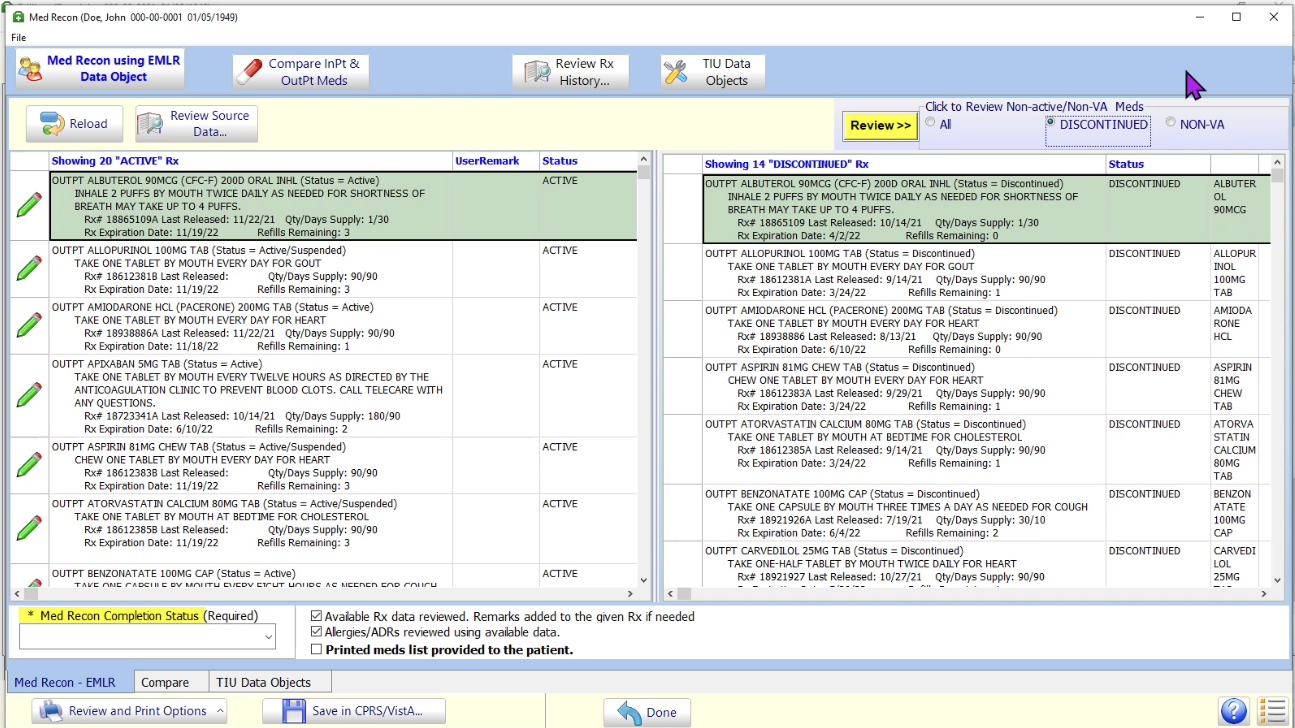 Med Recon (Doe, John 000-00-0001 01/05/1949)
File
Med Recon using EMLR
Data Object
Compare InPt &
OutPt Meds
Review Rx
History...
TIU Data
Objects
Reload
Review Source
Data...
Review >>
Click to Review Non-active/Non-VA Meds
All
DISCONTINUED
NON-VA
Showing 20 "ACTIVE" Rx
UserRemark
Status
OUTPT ALBUTEROL 90MCG (CFC-F) 200D ORAL INHL (Status = Active)
ACTIVE
INHALE 2 PUFFS BY MOUTH TWICE DAILY AS NEEDED FOR SHORTNESS OF
BREATH MAY TAKE UP TO 4 PUFFS.
Rx# 18865109A Last Released: 11/22/21 Qty/Days Supply: 1/30
Rx Expiration Date: 11/19/22 Refills Remaining: 3
OUTPT ALLOPURINOL 100MG TAB (Status = Active/Suspended)
ACTIVE
TAKE ONE TABLET BY MOUTH EVERY DAY FOR GOUT
Rx# 18612381B Last Released: Qty/Days Supply: 90/90
Rx Expiration Date: 11/19/22 Refills Remaining: 3
OUTPT AMIODARONE HCL (PACERONE) 200MG TAB (Status = Active)
ACTIVE
TAKE ONE TABLET BY MOUTH EVERY DAY FOR HEART
Rx# 18938886A Last Released: 11/22/21 Qty/Days Supply: 90/90
Rx Expiration Date: 11/18/22 Refills Remaining: 1
OUTPT APIXABAN 5MG TAB (Status = Active)
ACTIVE
TAKE ONE TABLET BY MOUTH EVERY TWELVE HOURS AS DIRECTED BY THE
ANTICOAGULATION CLINIC TO PREVENT BLOOD CLOTS. CALL TELECARE WITH
ANY QUESTIONS.
Rx# 18723341A Last Released: 10/14/21 Qty/Days Supply: 180/90
Rx Expiration Date: 6/10/22 Refills Remaining: 2
OUTPT ASPIRIN 81MG CHEW TAB (Status = Active/Suspended)
ACTIVE
CHEW ONE TABLET BY MOUTH EVERY DAY FOR HEART
Rx# 18612383B Last Released: Qty/Days Supply: 90/90
Rx Expiration Date: 11/19/22 Refills Remaining: 3
OUTPT ATORVASTATIN CALCIUM 80MG TAB (Status = Active/Suspended)
ACTIVE
TAKE ONE TABLET BY MOUTH AT BEDTIME FOR CHOLESTEROL
Rx# 18612385B Last Released: Qty/Days Supply: 90/90
Rx Expiration Date: 11/19/22 Refills Remaining: 3
OUTPT BENZONATATE 100MG CAP (Status = Active)
ACTIVE
TAKE ONE CAPSULE BY MOUTH EVERY EIGHT HOURS AS NEEDED FOR COUGH
Showing 14 "DISCONTINUED" Rx
Status
OUTPT ALBUTEROL 90MCG (CFC-F) 200D ORAL INHL (Status = Discontinued)
INHALE 2 PUFFS BY MOUTH TWICE DAILY AS NEEDED FOR SHORTNESS OF
BREATH MAY TAKE UP TO 4 PUFFS.
Rx# 18865109 Last Released: 10/14/21 Qty/Days Supply: 1/30
Rx Expiration Date: 4/2/22 Refills Remaining: 0
DISCONTINUED
ALBUTER
OL
90MCG
OUTPT ALLOPURINOL 100MG TAB (Status = Discontinued)
TAKE ONE TABLET BY MOUTH EVERY DAY FOR GOUT
Rx# 18612381A Last Released: 9/14/21 Qty/Days Supply: 90/90
Rx Expiration Date: 3/24/22 Refills Remaining: 1
DISCONTINUED
ALLOPUR
INOL
100MG
TAB
OUTPT AMIODARONE HCL (PACERONE) 200MG TAB (Status = Discontinued)
TAKE ONE TABLET BY MOUTH EVERY DAY FOR HEART
Rx# 18938886 Last Released: 8/13/21 Qty/Days Supply: 90/90
Rx Expiration Date: 6/10/22 Refills Remaining: 0
DISCONTINUED
AMIODA
RONE
HCL
OUTPT ASPIRIN 81MG CHEW TAB (Status = Discontinued)
CHEW ONE TABLET BY MOUTH EVERY DAY FOR HEART
Rx# 18612383A Last Released: 9/29/21 Qty/Days Supply: 90/90
Rx Expiration Date: 3/24/22 Refills Remaining: 1
DISCONTINUED
ASPIRIN
81MG
CHEW
TAB
OUTPT ATORVASTATIN CALCIUM 80MG TAB (Status = Discontinued)
TAKE ONE TABLET BY MOUTH AT BEDTIME FOR CHOLESTEROL
Rx# 18612385A Last Released: 9/14/21 Qty/Days Supply: 90/90
Rx Expiration Date: 3/24/22 Refills Remaining: 1
DISCONTINUED
ATORVA
STATIN
CALCIUM
80MG
TAB
OUTPT BENZONATATE 100MG CAP (Status = Discontinued)
TAKE ONE CAPSULE BY MOUTH THREE TIMES A DAY AS NEEDED FOR COUGH
Rx# 18921926A Last Released: 7/19/21 Qty/Days Supply: 30/10
Rx Expiration Date: 6/4/22 Refills Remaining: 2
DISCONTINUED
BENZON
ATATE
100MG
CAP
OUTPT CARVEDILOL 25MG TAB (Status = Discontinued)
TAKE ONE-HALF TABLET BY MOUTH TWICE DAILY FOR HEART
Rx# 18921927 Last Released: 10/27/21 Qty/Days Supply: 90/90
DISCONTINUED
CARVEDI
LOL
25MG
* Med Recon Completion Status (Required)
Available Rx data reviewed. Remarks added to the given Rx if needed
Allergies/ADRs reviewed using available data.
Printed meds list provided to the patient.
Med Recon - EMLR
Compare
TIU Data Objects
Review and Print Options
Save in CPRS/VistA...
Done